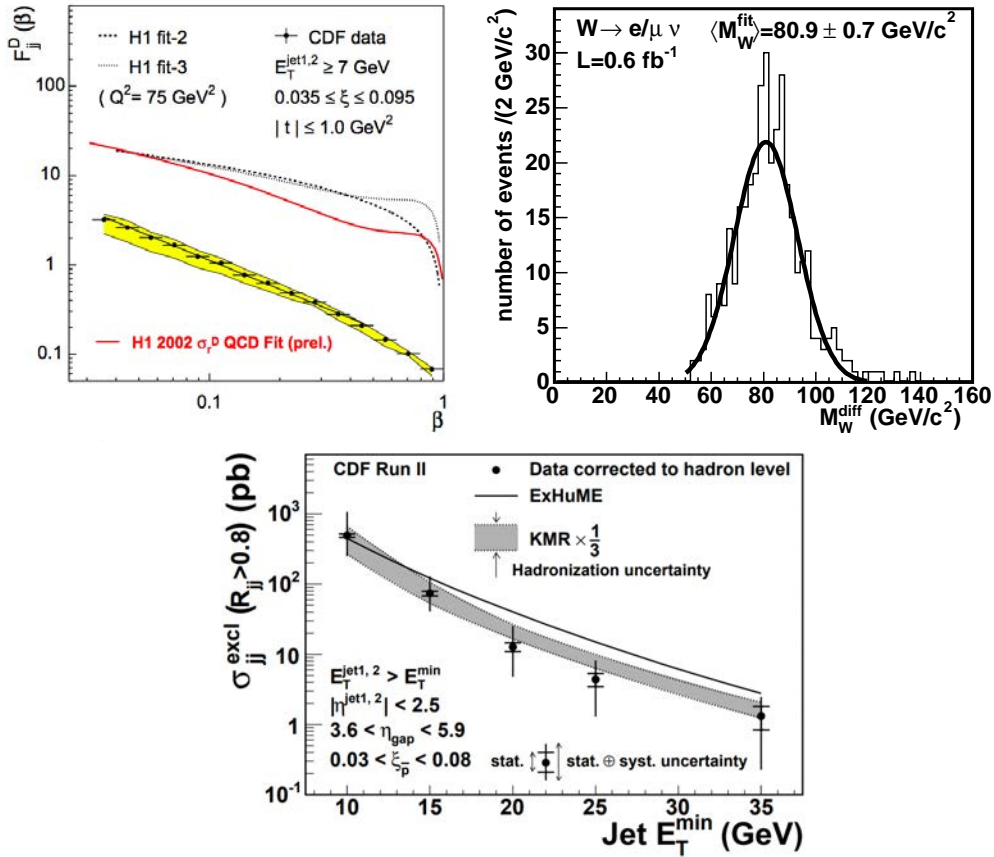 F_jj^D (β)
H1 fit-2
H1 fit-3
( Q²= 75 GeV² )
CDF data
E_T^jet1,2 ≥ 7 GeV
0.035 ≤ ξ ≤ 0.095
| t | ≤ 1.0 GeV²
100
10
1
0.1
H1 2002 σ_r^D QCD Fit (prel.)
0.1
1
β
number of events /(2 GeV/c²)
W → e/μ ν
⟨M_W^fit⟩=80.9 ± 0.7 GeV/c²
L=0.6 fb⁻¹
30
25
20
15
10
5
0
0 20 40 60 80 100 120 140 160
M_W^diff (GeV/c²)
σ_jj^excl (R_jj>0.8) (pb)
CDF Run II
Data corrected to hadron level
ExHuME
KMR × 1/3
Hadronization uncertainty
10³
10²
10
1
10⁻¹
E_T^jet1, 2 > E_T^min
|η^jet1, 2| < 2.5
3.6 < η_gap < 5.9
0.03 < ξ_p̅ < 0.08
stat.
stat. ⊕ syst. uncertainty
10 15 20 25 30 35
Jet E_T^min (GeV)